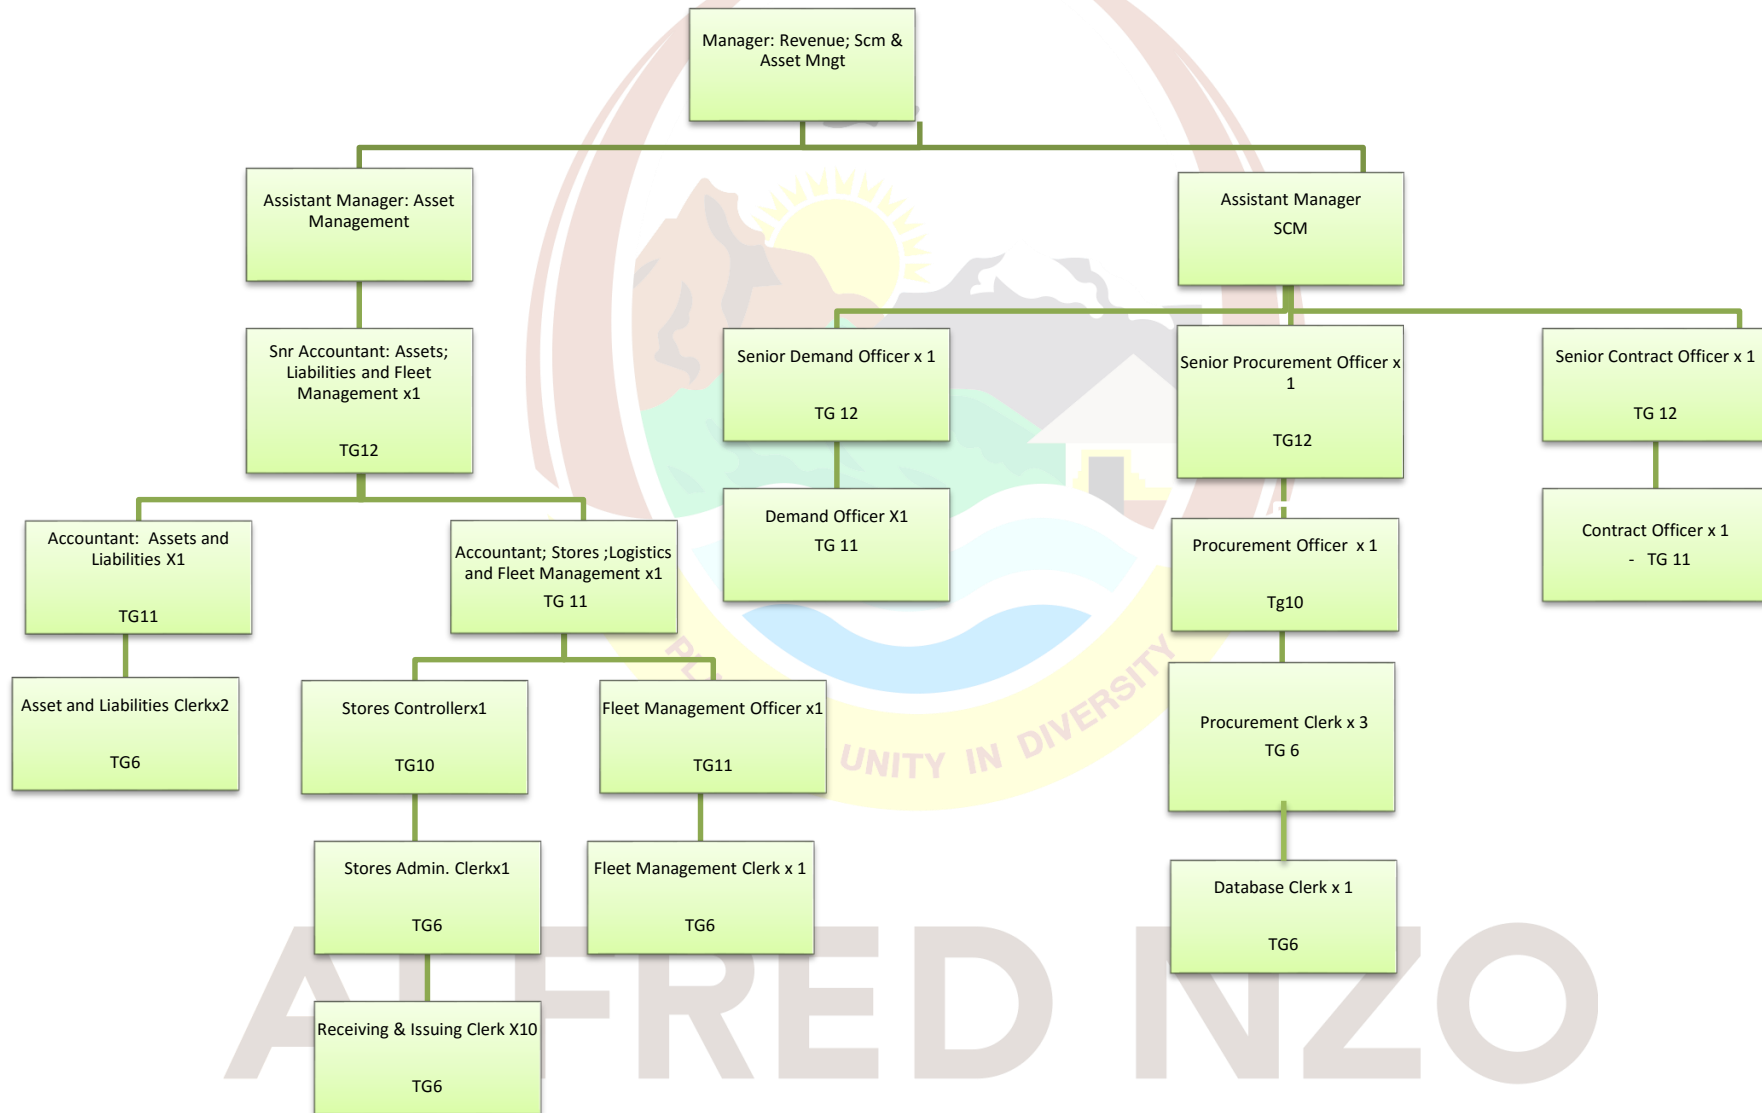 Manager: Revenue; Scm &
Asset Mngt
Assistant Manager: Asset
Management
Assistant Manager
SCM
Snr Accountant: Assets;
Liabilities and Fleet
Management x1
TG12
Senior Demand Officer x 1
TG 12
Senior Procurement Officer x
1
TG12
Senior Contract Officer x 1
TG 12
Accountant:  Assets and
Liabilities X1
TG11
Accountant; Stores ;Logistics
and Fleet Management x1
TG 11
Demand Officer X1
TG 11
Procurement Officer  x 1
Tg10
Contract Officer x 1
-  TG 11
Asset and Liabilities Clerkx2
TG6
Stores Controllerx1
TG10
Fleet Management Officer x1
TG11
Procurement Clerk x 3
TG 6
Stores Admin. Clerkx1
TG6
Fleet Management Clerk x 1
TG6
Database Clerk x 1
TG6
Receiving & Issuing Clerk X10
TG6
UNITY IN DIVERSITY
ALFRED NZO